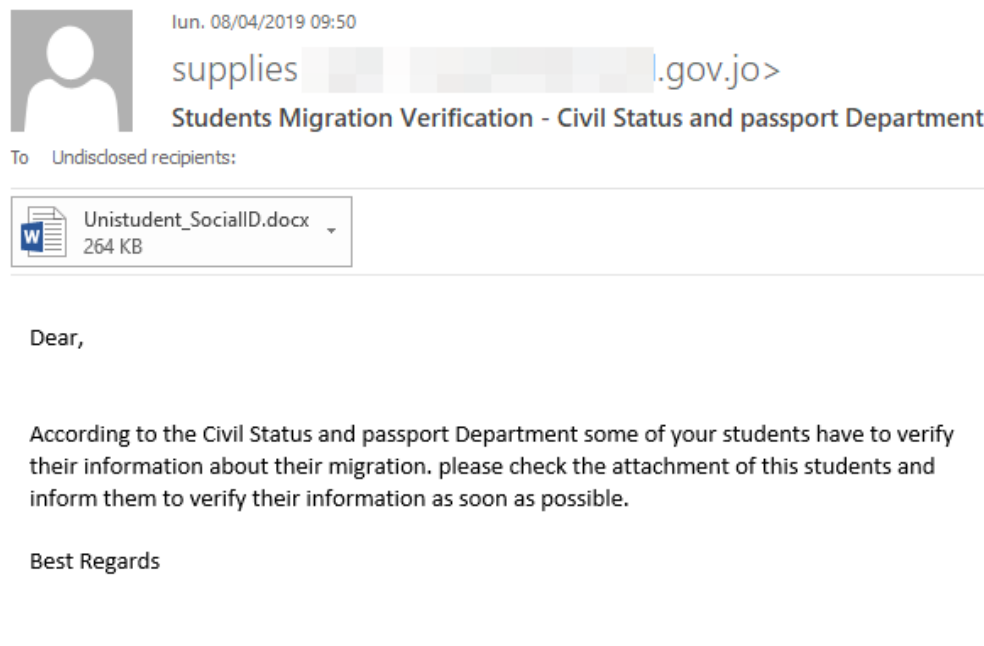 lun. 08/04/2019 09:50
supplies .gov.jo>
Students Migration Verification - Civil Status and passport Department
To Undisclosed recipients:
Unistudent_SocialID.docx
W
264 KB
Dear,
According to the Civil Status and passport Department some of your students have to verify
their information about their migration. please check the attachment of this students and
inform them to verify their information as soon as possible.
Best Regards